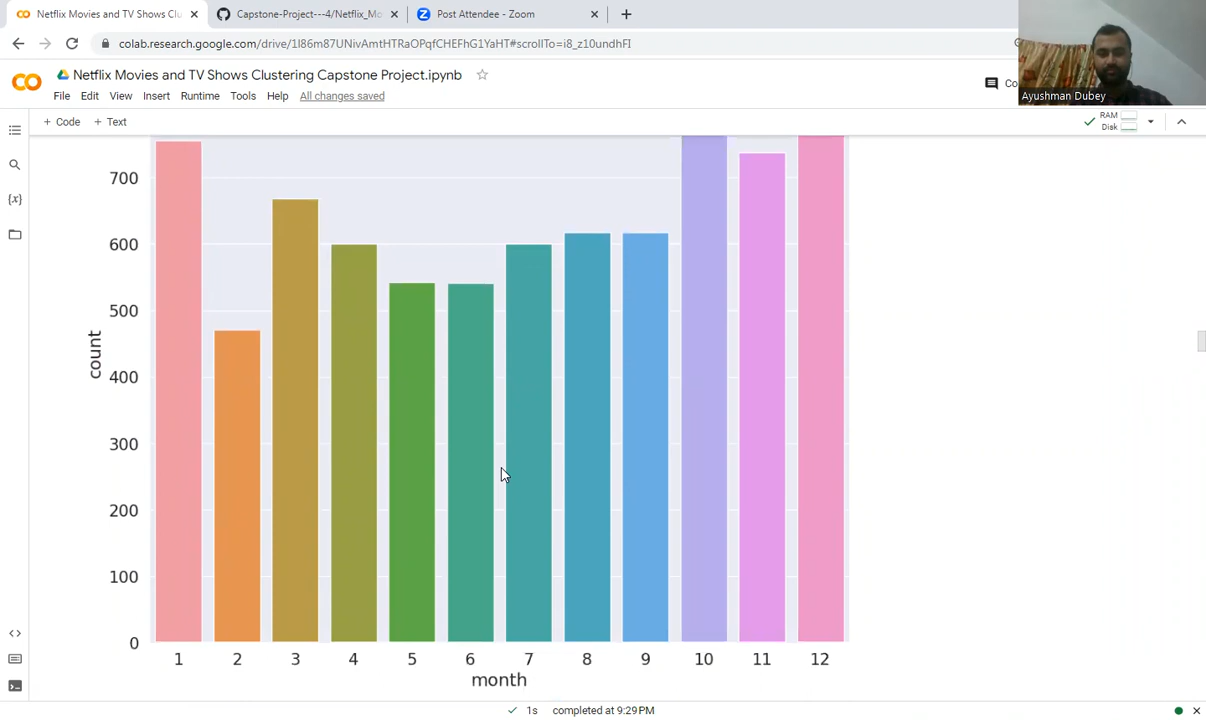 Netflix Movies and TV Shows Clu
Capstone-Project---4/Netflix_Mo
Post Attendee - Zoom
colab.research.google.com/drive/1I86m87UNivAmtHTRaOPqfCHEFhG1YaHT#scrollTo=i8_z10undhFI
Netflix Movies and TV Shows Clustering Capstone Project.ipynb
Co
Ayushman Dubey
File Edit View Insert Runtime Tools Help All changes saved
+ Code + Text
RAM
Disk
{x}
700
600
500
400
300
200
100
0
count
1 2 3 4 5 6 7 8 9 10 11 12
month
1s completed at 9:29 PM